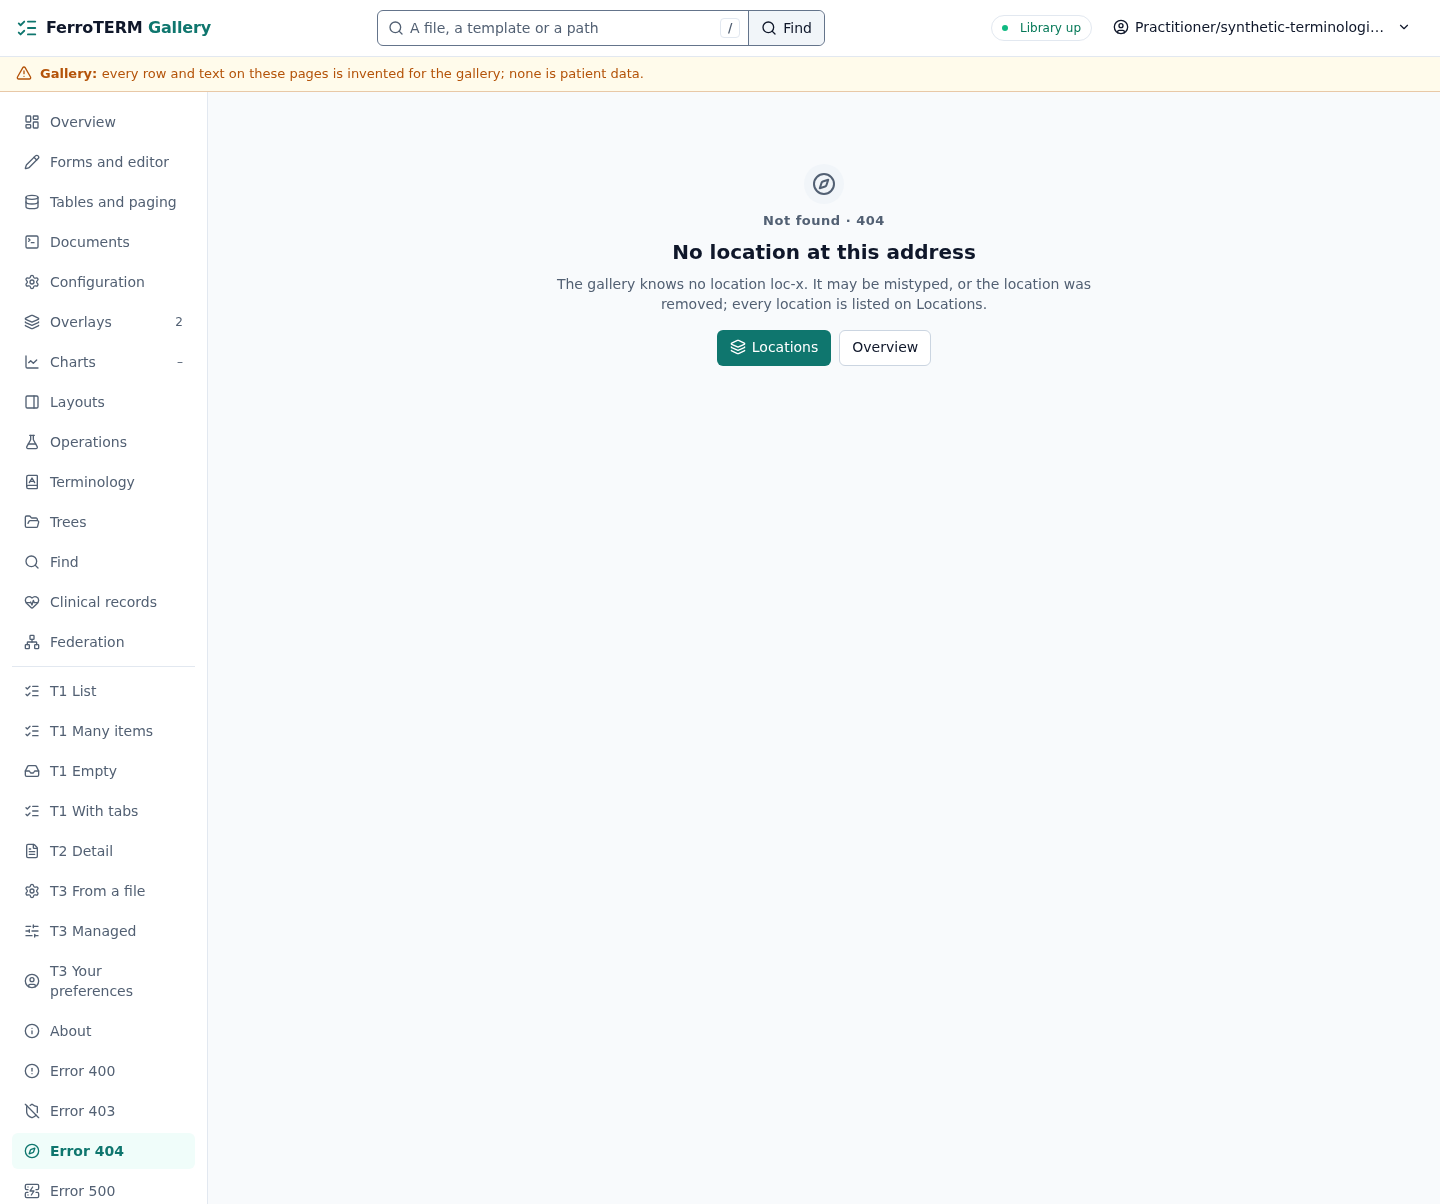 FerroTERM Gallery
A file, a template or a path
/
Find
Library up
Practitioner/synthetic-terminologi…
Gallery: every row and text on these pages is invented for the gallery; none is patient data.
Overview
Forms and editor
Tables and paging
Documents
Configuration
Overlays 2
Charts –
Layouts
Operations
Terminology
Trees
Find
Clinical records
Federation
T1 List
T1 Many items
T1 Empty
T1 With tabs
T2 Detail
T3 From a file
T3 Managed
T3 Your
preferences
About
Error 400
Error 403
Error 404
Error 500
Not found · 404
No location at this address
The gallery knows no location loc-x. It may be mistyped, or the location was
removed; every location is listed on Locations.
Locations
Overview